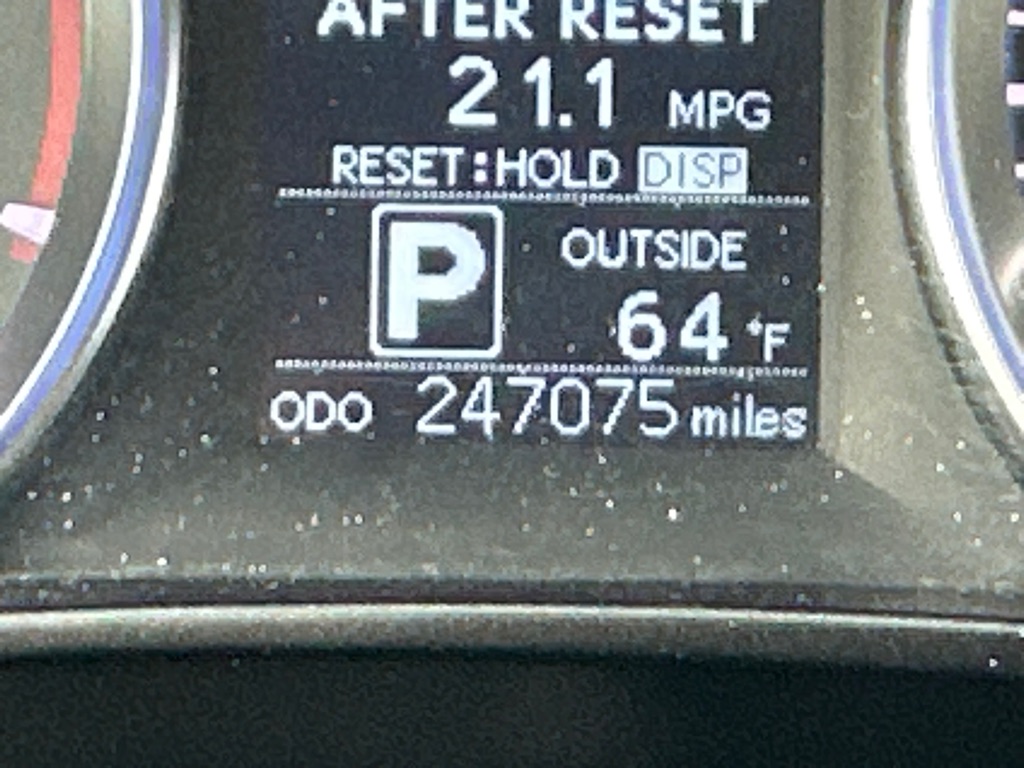 AFTER RESET
21.1 MPG
RESET:HOLD DISP
P
OUTSIDE
64 °F
ODO 247075 miles